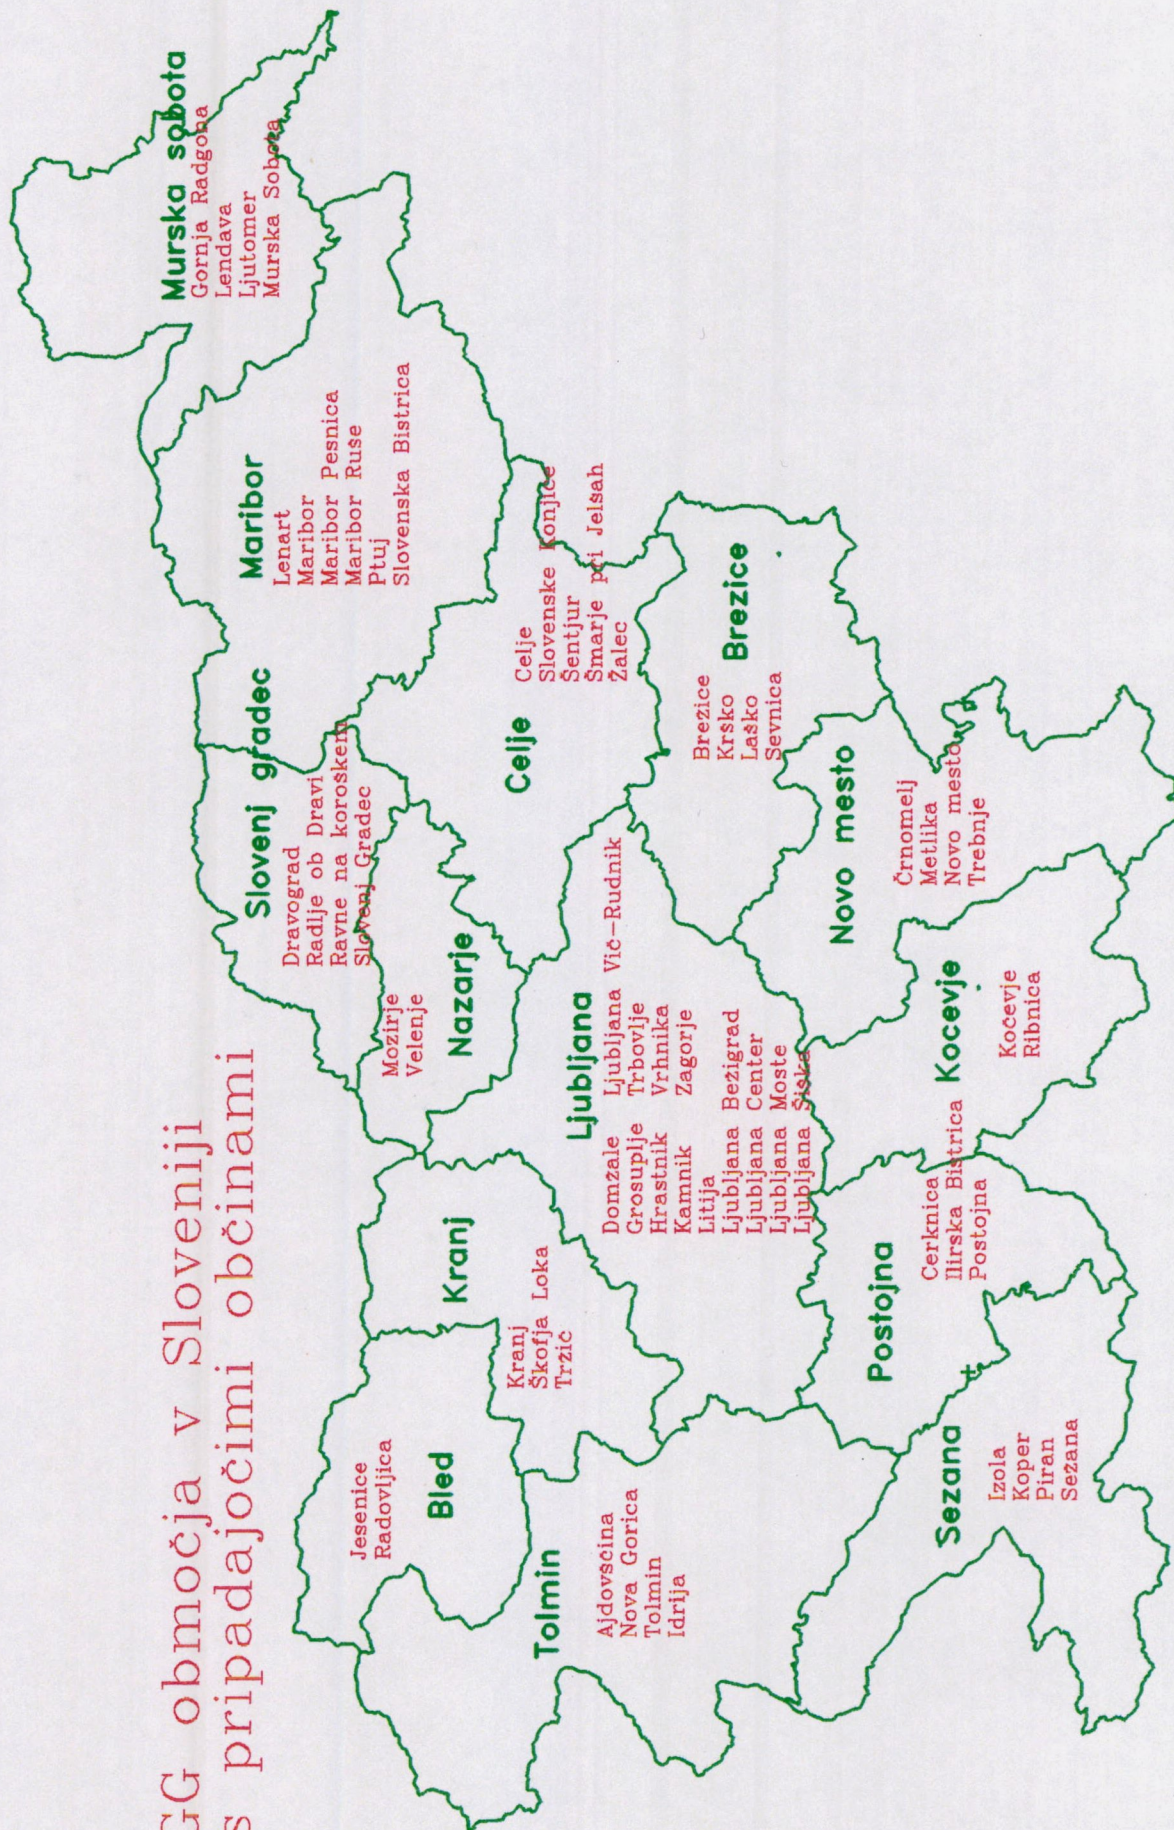 GG območja v Sloveniji
s pripadajočimi občinami
Murska sobota
Gornja Radgona
Lendava
Ljutomer
Murska Sobota
Maribor
Lenart
Maribor
Maribor Pesnica
Maribor Ruše
Ptuj
Slovenska Bistrica
Slovenj gradec
Dravograd
Radlje ob Dravi
Ravne na koroškem
Slovenj Gradec
Mozirje
Velenje
Nazarje
Celje
Celje
Slovenske Konjice
Šentjur
Šmarje pri Jelšah
Žalec
Kranj
Kranj
Škofja Loka
Tržič
Jesenice
Radovljica
Bled
Tolmin
Ajdovščina
Nova Gorica
Tolmin
Idrija
Ljubljana
Domžale
Grosuplje
Hrastnik
Kamnik
Litija
Ljubljana Bežigrad
Ljubljana Center
Ljubljana Moste
Ljubljana Šiška
Ljubljana Vič-Rudnik
Trbovlje
Vrhnika
Zagorje
Brezice
Brežice
Krško
Laško
Sevnica
Novo mesto
Črnomelj
Metlika
Novo mesto
Trebnje
Kocevje
Kočevje
Ribnica
Postojna
Cerknica
Ilirska Bistrica
Postojna
Sezana
Izola
Koper
Piran
Sežana